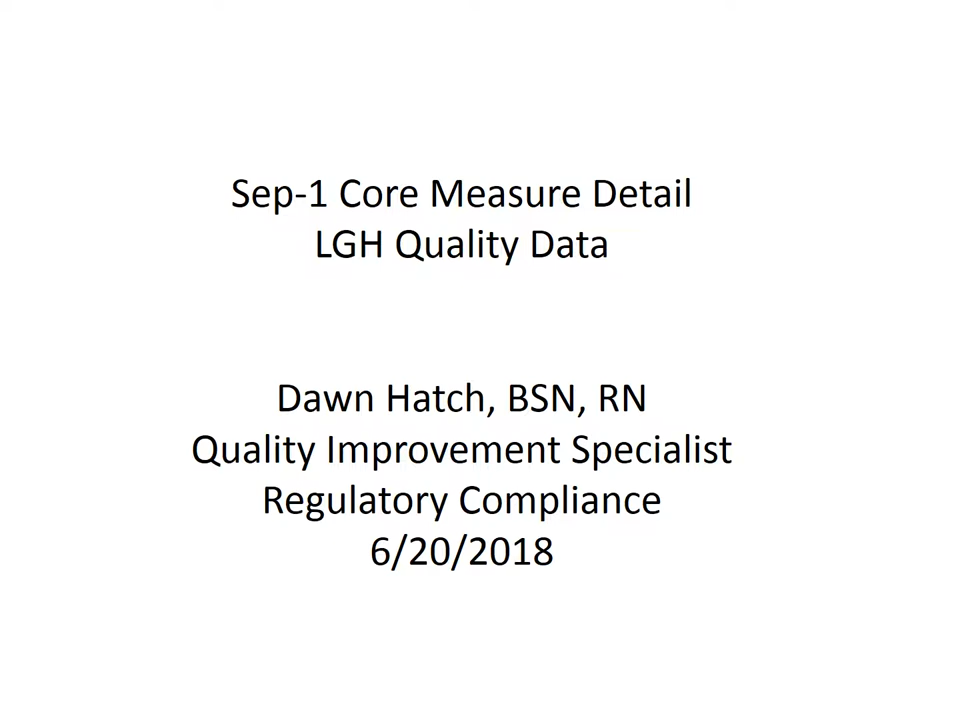 Sep-1 Core Measure Detail
LGH Quality Data
Dawn Hatch, BSN, RN
Quality Improvement Specialist
Regulatory Compliance
6/20/2018